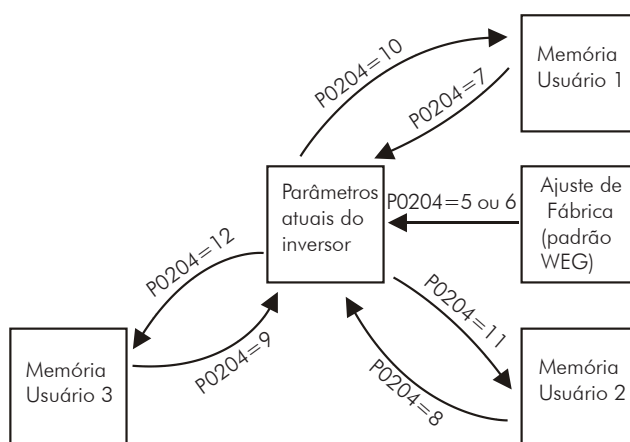 P0204=10
Memória
Usuário 1
P0204=7
Parâmetros
atuais do
inversor
P0204=5 ou 6
Ajuste de
Fábrica
(padrão
WEG)
P0204=12
P0204=9
Memória
Usuário 3
P0204=11
P0204=8
Memória
Usuário 2